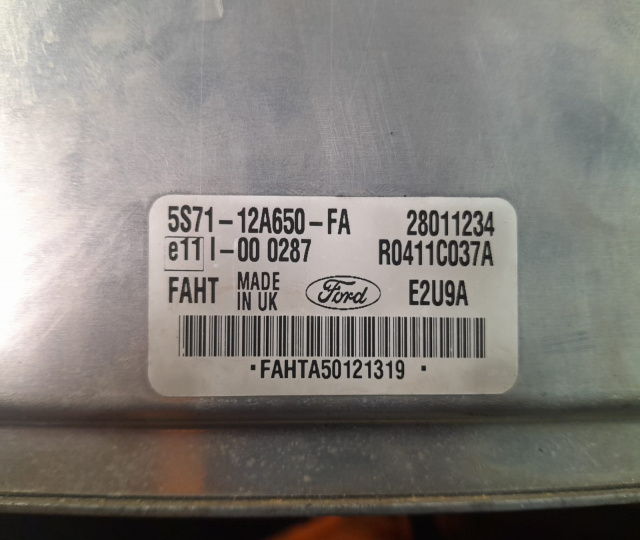 5S71-12A650-FA 28011234
e11 I-00 0287 R0411C037A
FAHT MADE IN UK Ford E2U9A
·FAHTA50121319 ·